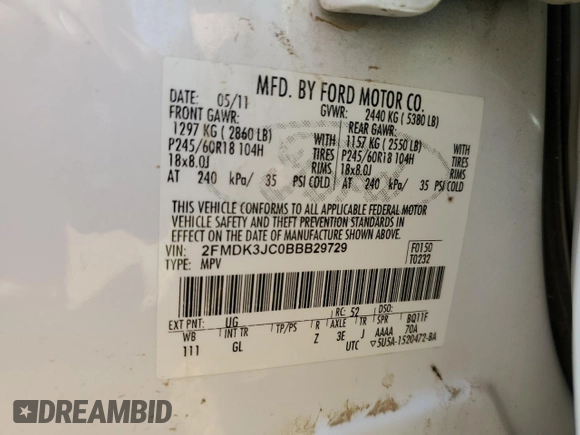 MFD. BY FORD MOTOR CO.
DATE: 05/11 GVWR: 2440 KG ( 5380 LB)
FRONT GAWR: REAR GAWR:
1297 KG ( 2860 LB) WITH 1157 KG ( 2550 LB) WITH
P245/60R18 104H TIRES P245/60R18 104H TIRES
18x8.0J RIMS 18x8.0J RIMS
AT 240 kPa/ 35 PSI COLD AT 240 kPa/ 35 PSI COLD
THIS VEHICLE CONFORMS TO ALL APPLICABLE FEDERAL MOTOR
VEHICLE SAFETY AND THEFT PREVENTION STANDARDS IN
EFFECT ON THE DATE OF MANUFACTURE SHOWN ABOVE.
VIN: 2FMDK3JC0BBB29729 F0150
TYPE: MPV T0232
EXT PNT: UG RC: 52 DSO:
WB INT TR TP/PS R AXLE TR SPR BQ11F
111 GL Z 3E J AAAA 70A
UTC 5U5A-1520472-BA
DREAMBID